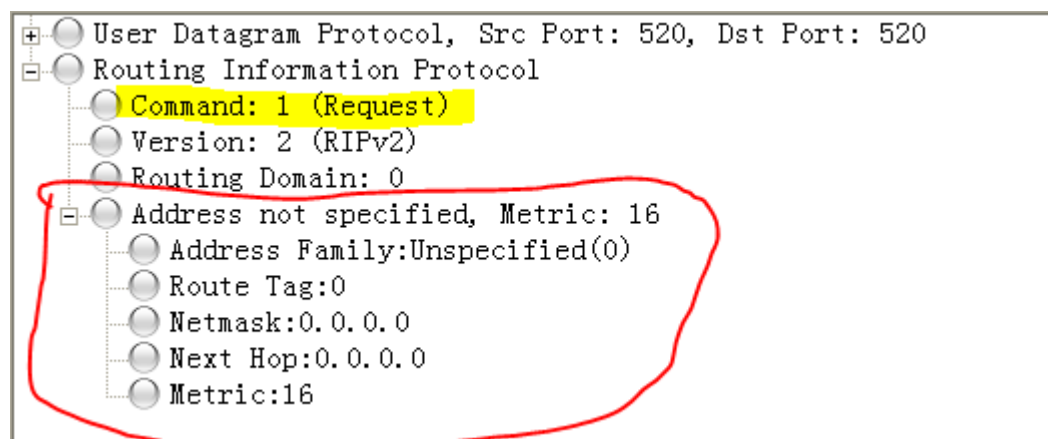 User Datagram Protocol, Src Port: 520, Dst Port: 520
Routing Information Protocol
Command: 1 (Request)
Version: 2 (RIPv2)
Routing Domain: 0
Address not specified, Metric: 16
Address Family:Unspecified(0)
Route Tag:0
Netmask:0.0.0.0
Next Hop:0.0.0.0
Metric:16